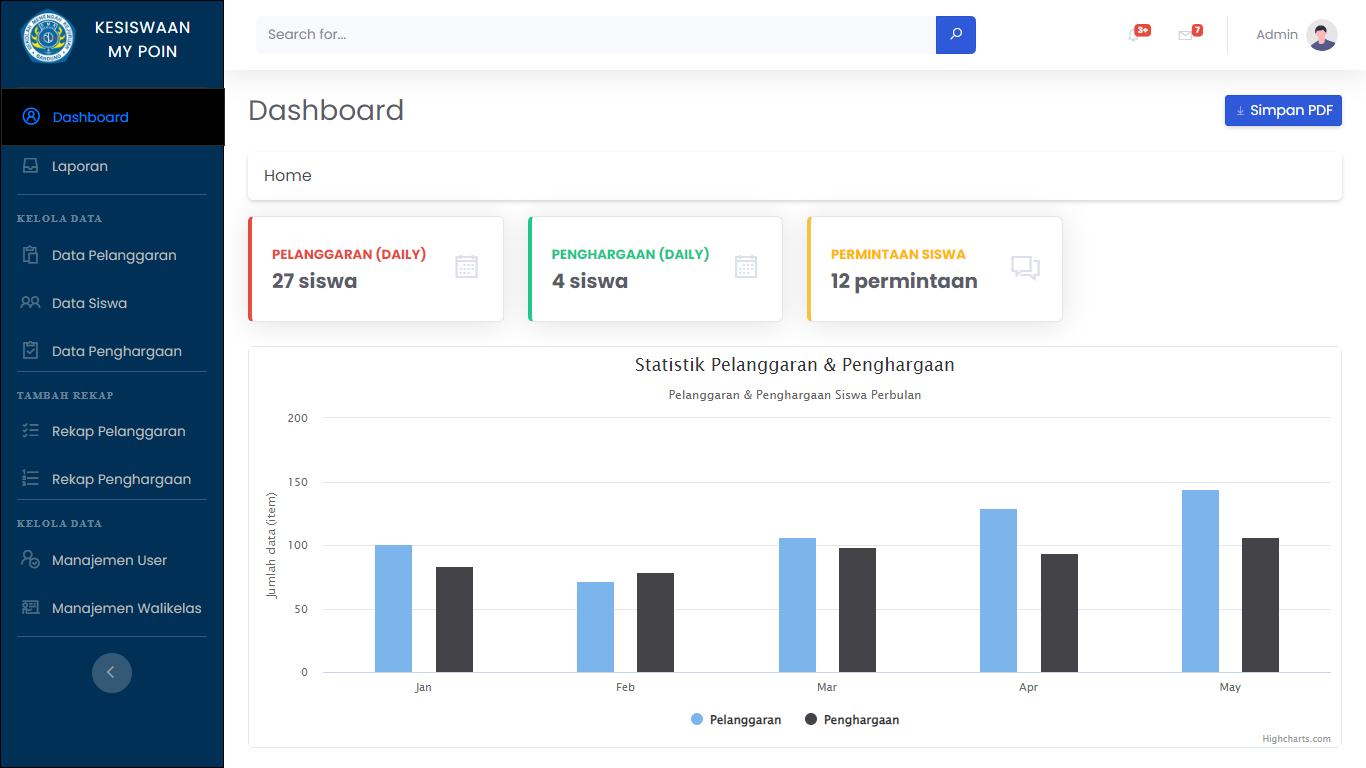 KESISWAAN
MY POIN
Dashboard
Laporan
KELOLA DATA
Data Pelanggaran
Data Siswa
Data Penghargaan
TAMBAH REKAP
Rekap Pelanggaran
Rekap Penghargaan
KELOLA DATA
Manajemen User
Manajemen Walikelas
Search for...
3+
7
Admin
Dashboard
Simpan PDF
Home
PELANGGARAN (DAILY)
27 siswa
PENGHARGAAN (DAILY)
4 siswa
PERMINTAAN SISWA
12 permintaan
Statistik Pelanggaran & Penghargaan
Pelanggaran & Penghargaan Siswa Perbulan
Jumlah data (item)
200
150
100
50
0
Jan
Feb
Mar
Apr
May
Pelanggaran
Penghargaan
Highcharts.com